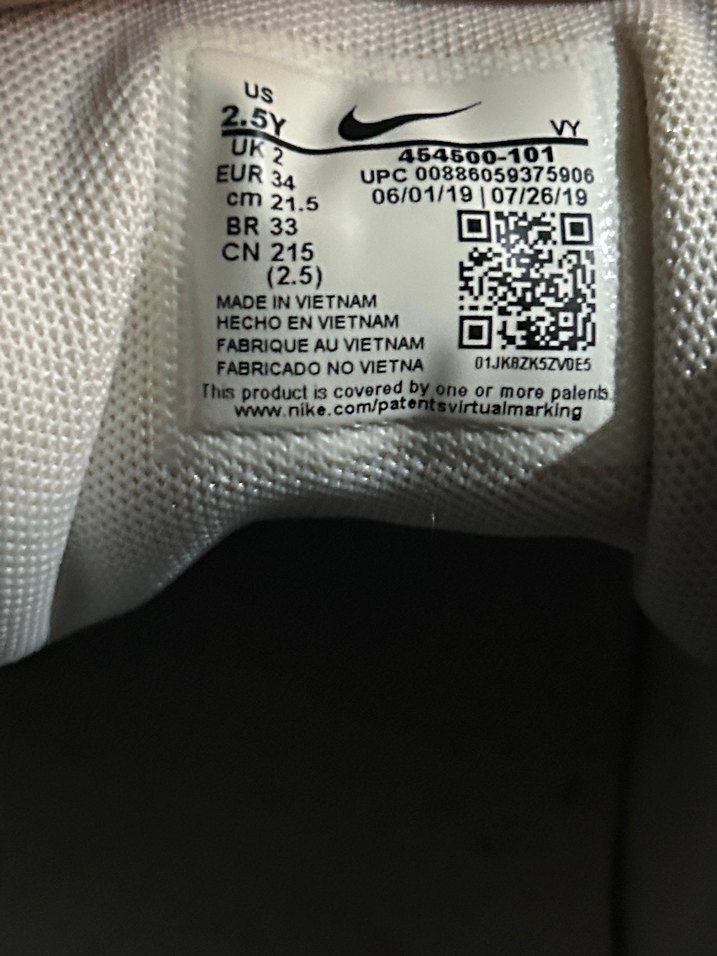 US
2.5Y
VY
UK 2
454500-101
EUR 34
UPC 00886059375906
cm 21.5
06/01/19 | 07/26/19
BR 33
CN 215
(2.5)
MADE IN VIETNAM
HECHO EN VIETNAM
FABRIQUE AU VIETNAM
FABRICADO NO VIETNA
01JK8ZK5ZV0E5
This product is covered by one or more patents
www.nike.com/patentsvirtualmarking